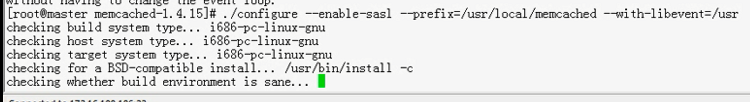 without having to change the event loop.
[root@master memcached-1.4.15]# ./configure --enable-sasl --prefix=/usr/local/memcached --with-libevent=/usr
checking build system type... i686-pc-linux-gnu
checking host system type... i686-pc-linux-gnu
checking target system type... i686-pc-linux-gnu
checking for a BSD-compatible install... /usr/bin/install -c
checking whether build environment is sane...